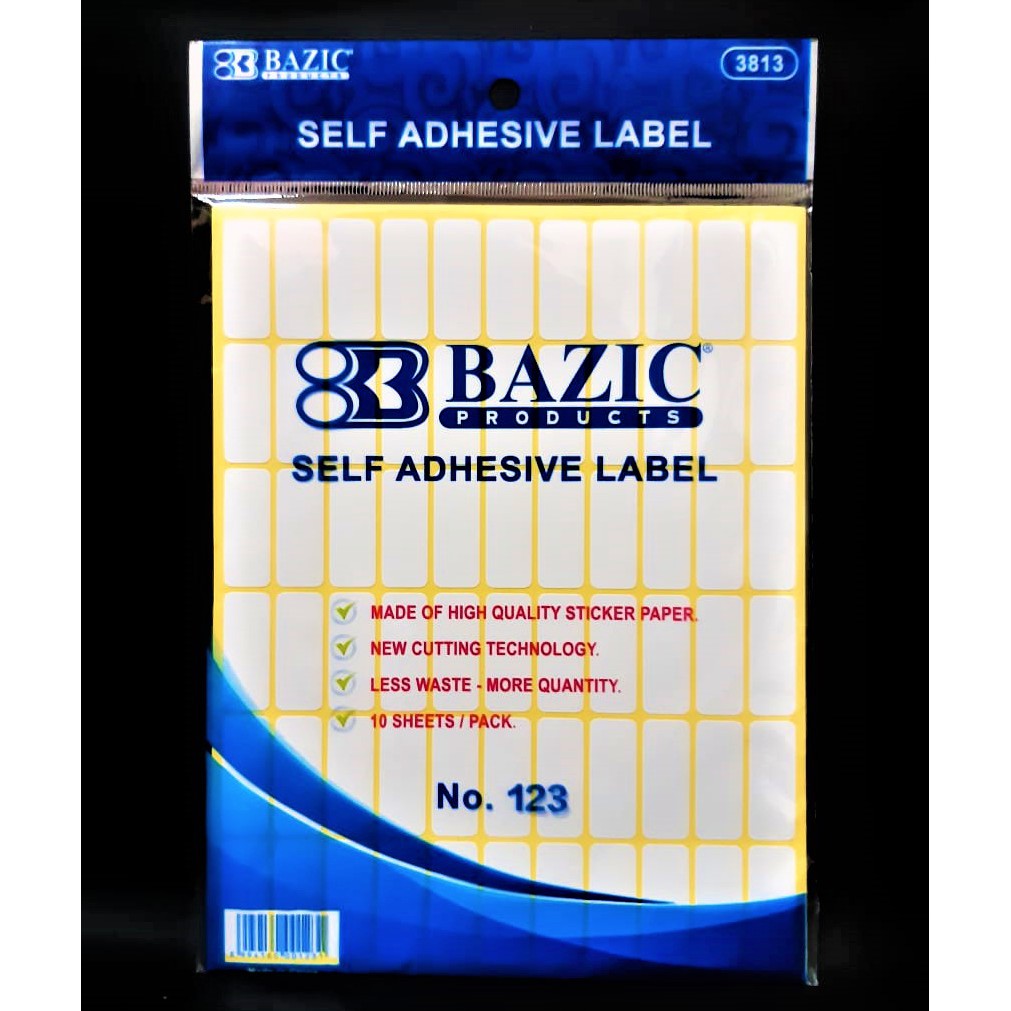 BAZIC
PRODUCTS
3813
SELF ADHESIVE LABEL
BAZIC®
PRODUCTS
SELF ADHESIVE LABEL
MADE OF HIGH QUALITY STICKER PAPER.
NEW CUTTING TECHNOLOGY.
LESS WASTE - MORE QUANTITY.
10 SHEETS / PACK.
No. 123